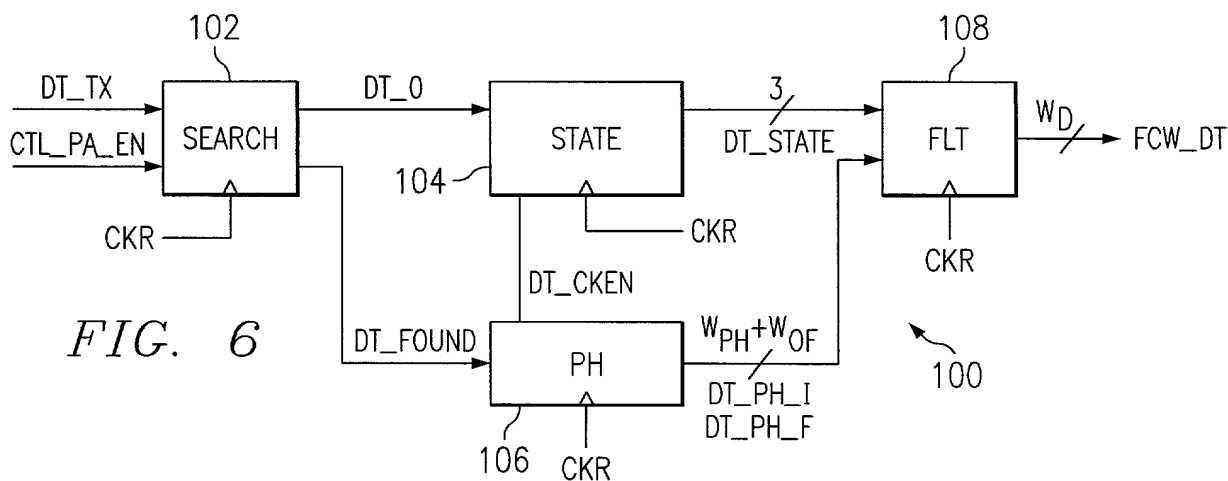 102
108
DT_TX
DT_0
3
W_D
CTL_PA_EN
SEARCH
STATE
DT_STATE
FLT
FCW_DT
104
CKR
CKR
CKR
DT_CKEN
FIG. 6
DT_FOUND
PH
W_PH+W_OF
100
DT_PH_I
DT_PH_F
106
CKR